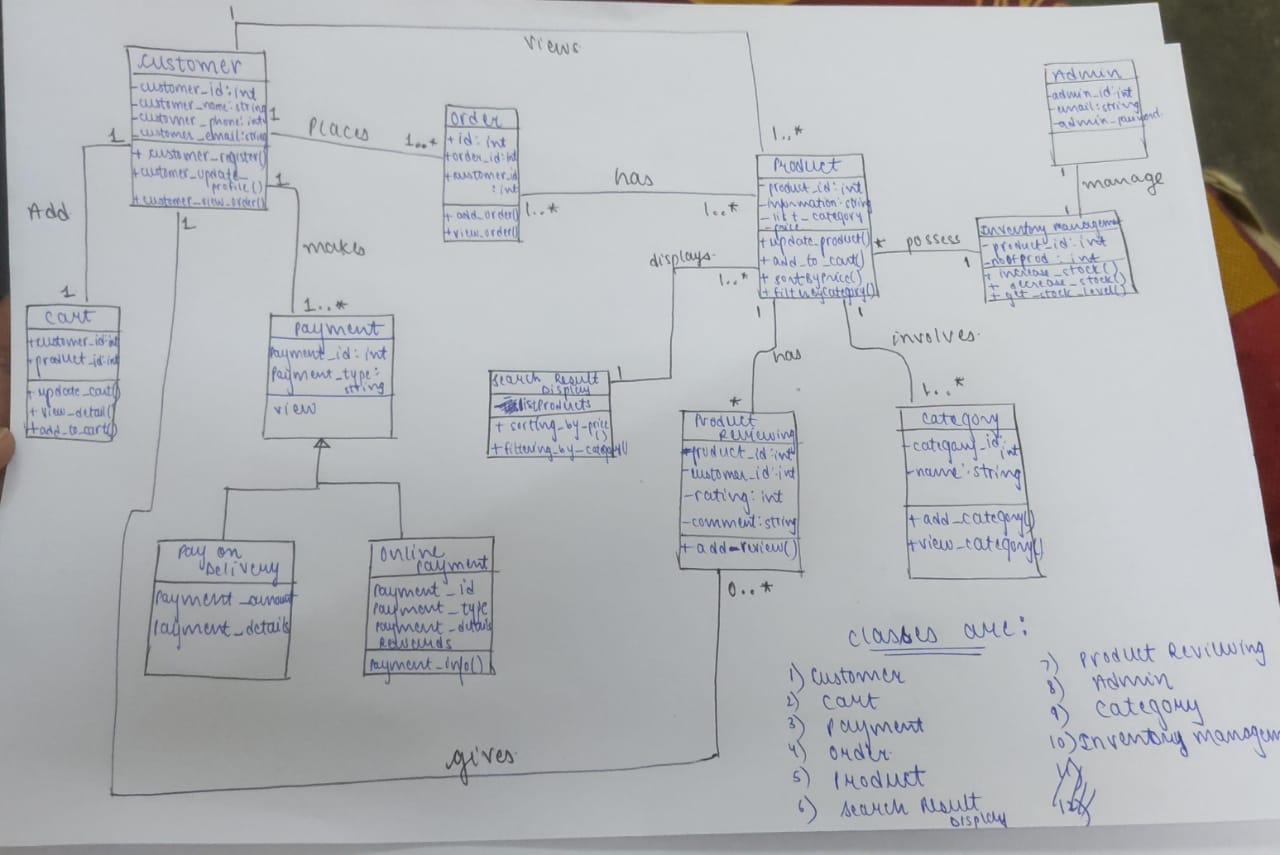 1
views
1..*
Customer
-customer_id:int
-customer_name:string
-customer_phone:int
-customer_email:string
+ customer_register()
+customer_update_
profile()
+customer_view_order()
1
Places
1..*
1
Add
1
1
makes
1..*
1
Order
+id: int
+order_id:int
+customer_id
: int
+add_order()
+view_order()
has
1..*
1..*
Product
-product_id:int
-information:string
-list_category
-price
+update_product()
+ add_to_cart()
+ sortByPrice()
+ filterByCategory()
Admin
-admin_id:int
-email:string
-admin_password
1
manage
1
Inventory management
-product_id:int
-noofprod: int
+ increase_stock()
+ decrease_stock()
+ get_stock_level()
*
possess
1
displays
1..*
1
1
has
*
1
involves
1..*
Cart
+customer_id:int
+product_id:int
+update_cart()
+view_detail()
+add_to_cart()
Payment
Payment_id: int
Payment_type:
string
view
Search Result
Display
listProducts
+ sorting_by_price
()
+filtering_by_category()
Product
Reviewing
product_id:int
-customer_id:int
-rating: int
-comment:string
+ add_review()
0..*
Category
-category_id:
int
-name:string
+ add_category()
+view_category()
Pay on
Delivery
Payment_amount
Payment_details
Online
Payment
Payment_id
Payment_type
Payment_details
Rewards
Payment_info()
gives
Classes are:
1) Customer
2) Cart
3) Payment
4) Order
5) Product
6) Search Result
Display
7) Product Reviewing
8) Admin
9) Category
10) Inventory managem